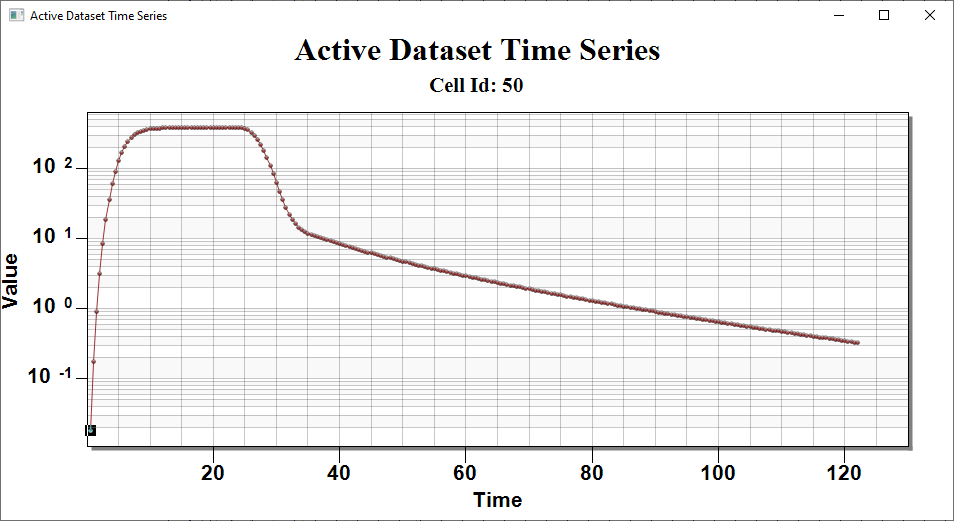 Active Dataset Time Series
Active Dataset Time Series
Cell Id: 50
10 2
10 1
10 0
10 -1
Value
20 40 60 80 100 120
Time